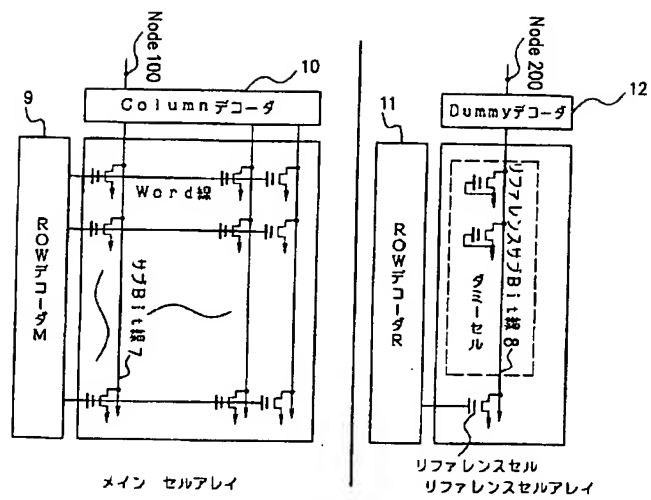 Node 100
10
Columnデコーダ
9
ROWデコーダM
Word線
サブBit線 7
メイン セルアレイ
Node 200
12
Dummyデコーダ
11
ROWデコーダR
リファレンスサブBit線 8
ダミーセル
リファレンスセル
リファレンスセルアレイ